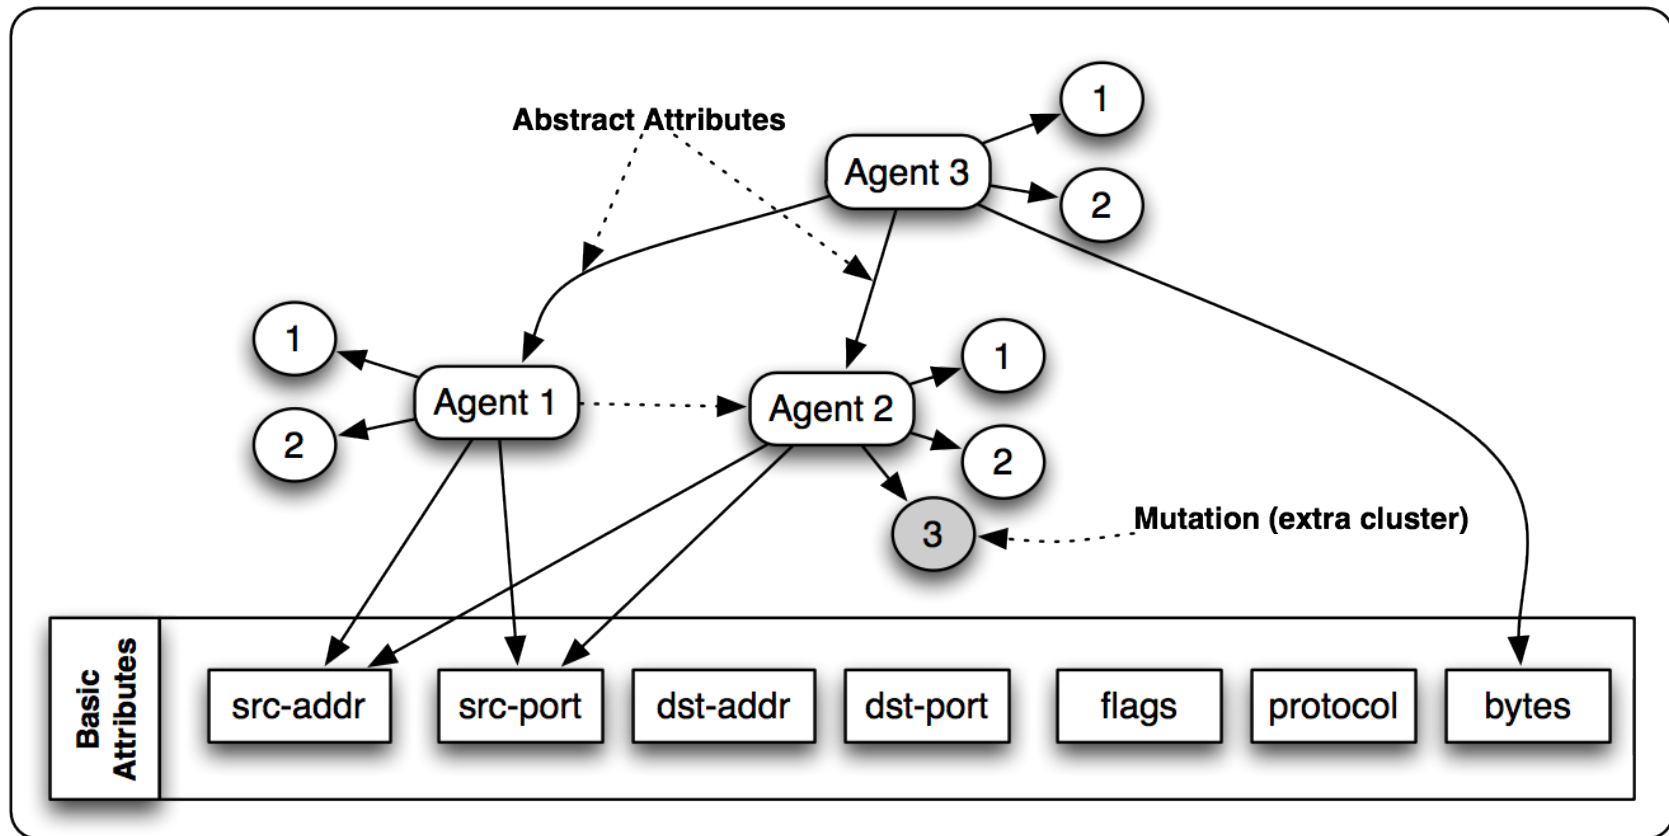 1
Abstract Attributes
Agent 3
2
1
Agent 1
2
Agent 2
1
2
3
Mutation (extra cluster)
Basic
Attributes
src-addr
src-port
dst-addr
dst-port
flags
protocol
bytes